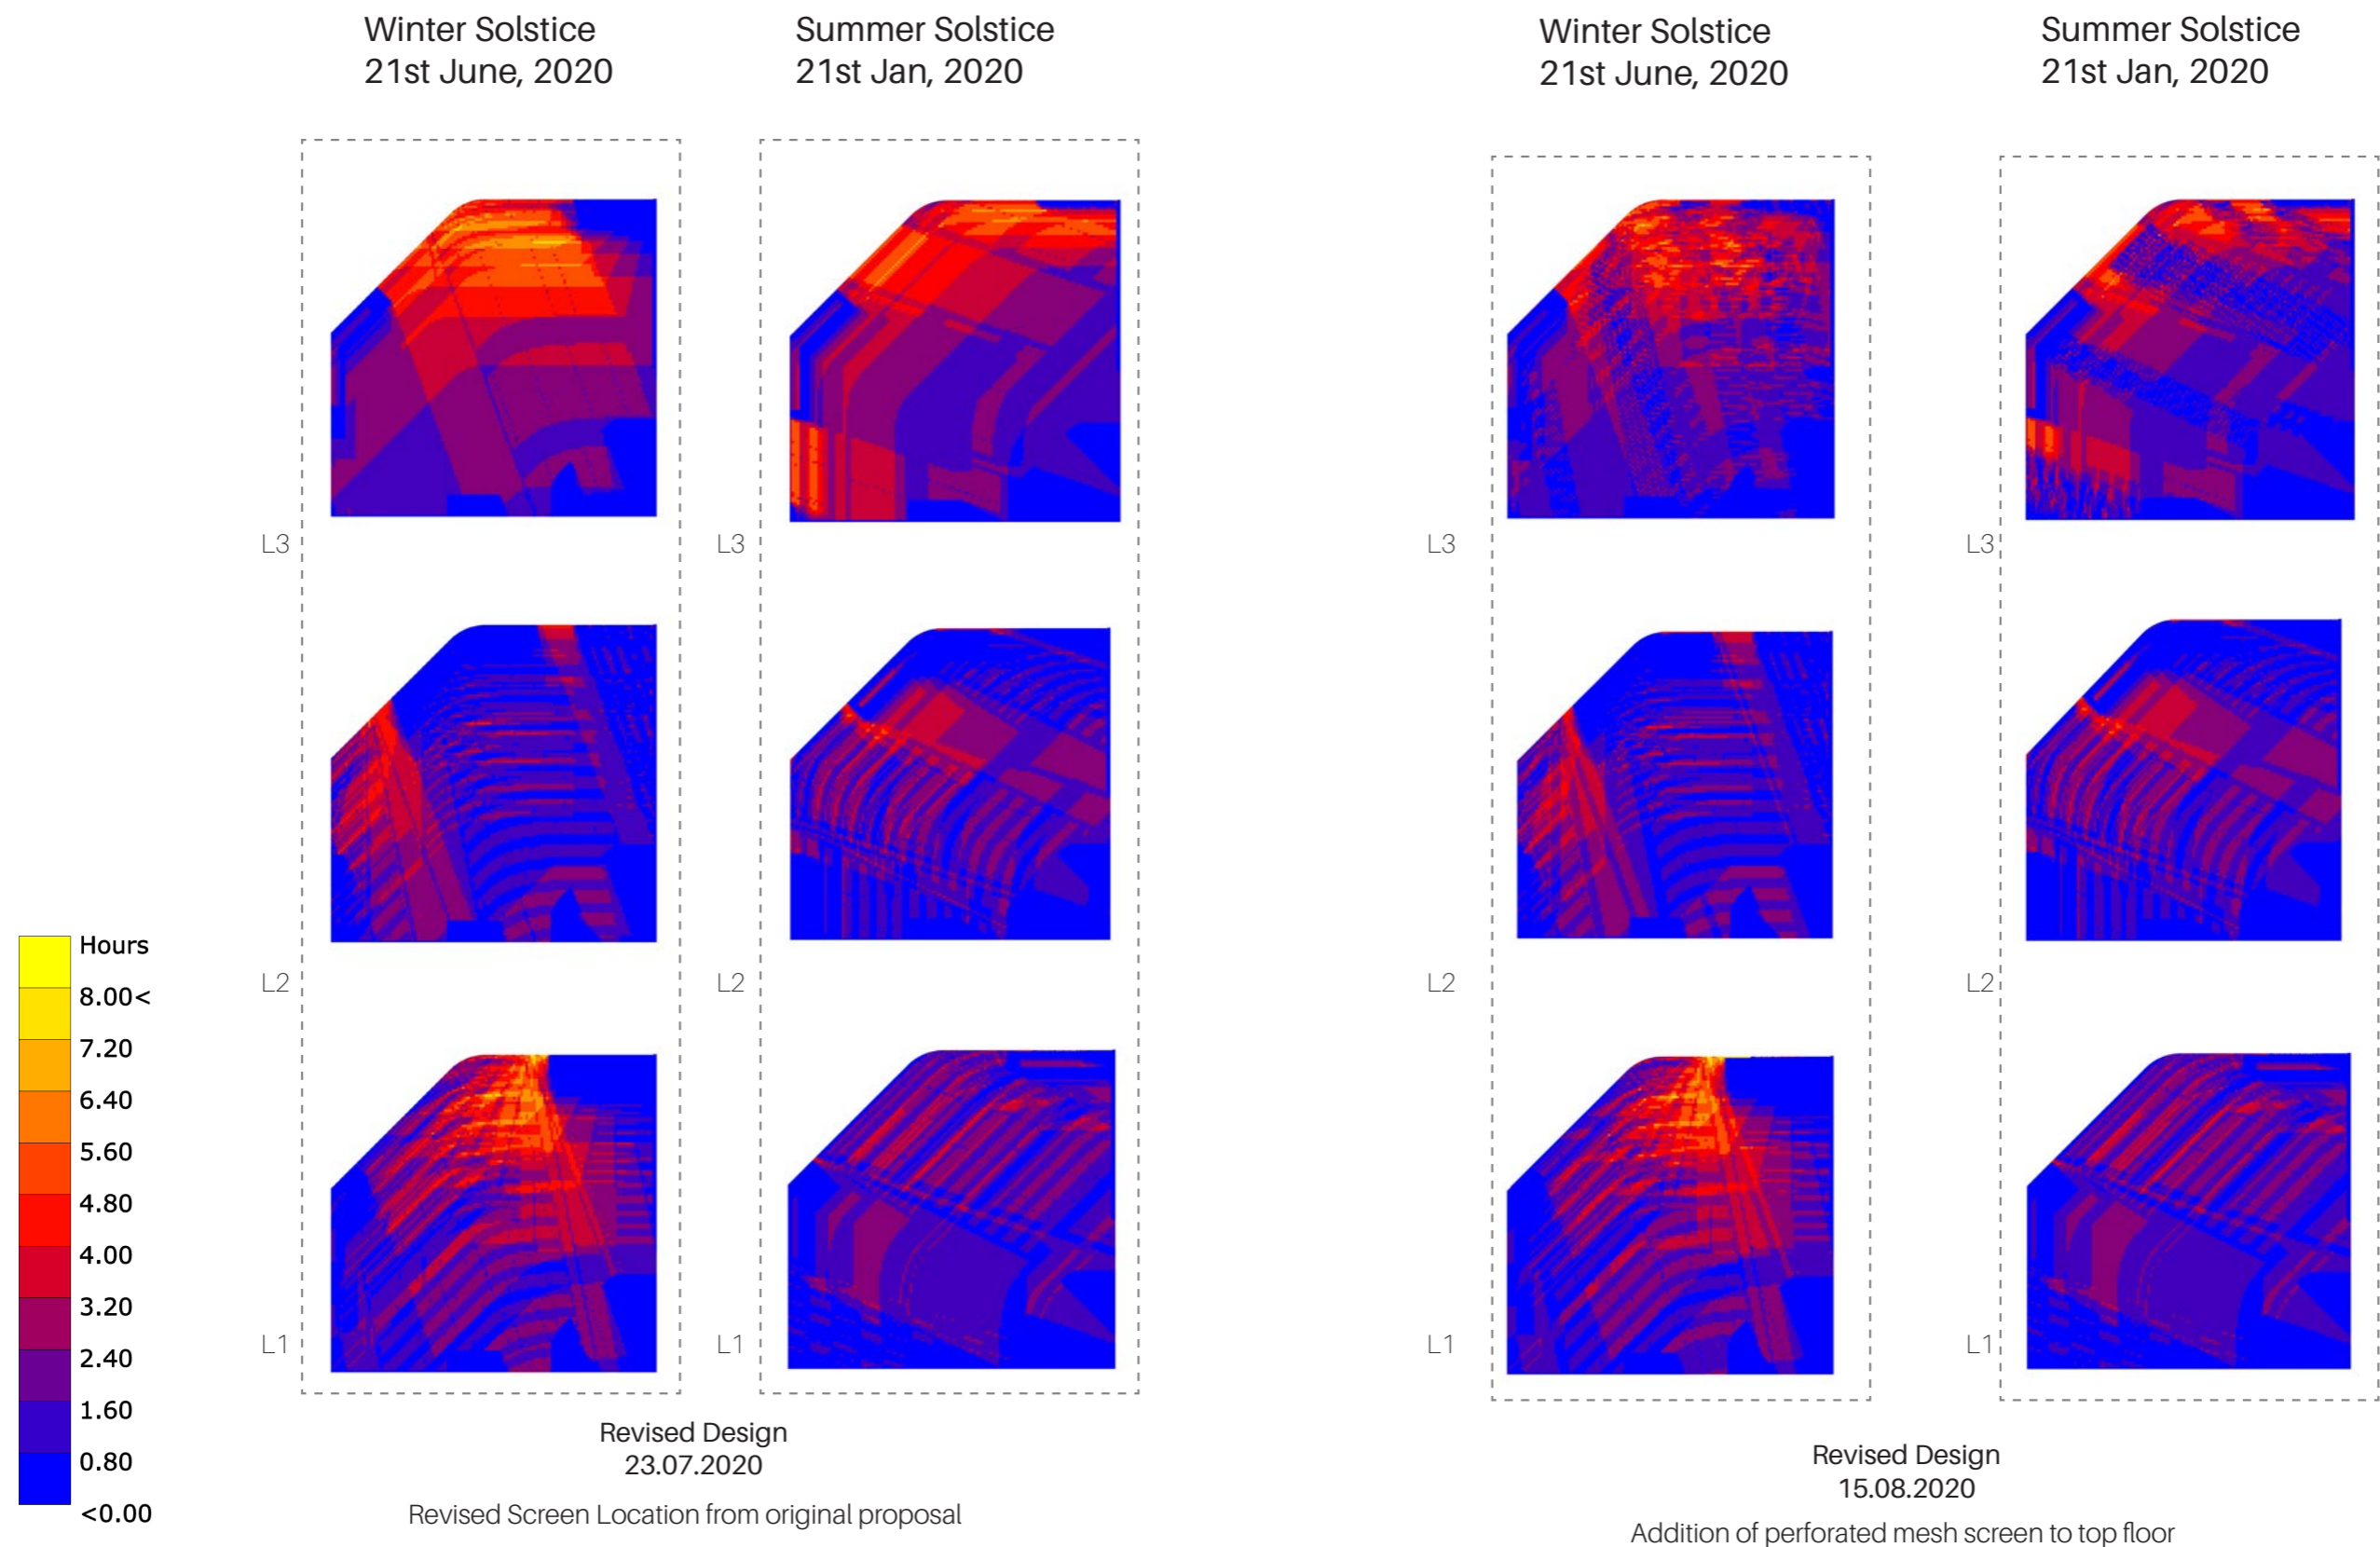 Winter Solstice
21st June, 2020
Summer Solstice
21st Jan, 2020
Winter Solstice
21st June, 2020
Summer Solstice
21st Jan, 2020
L3
L3
L3
L3
L2
L2
L2
L2
L1
L1
L1
L1
Hours
8.00<
7.20
6.40
5.60
4.80
4.00
3.20
2.40
1.60
0.80
<0.00
Revised Design
23.07.2020
Revised Screen Location from original proposal
Revised Design
15.08.2020
Addition of perforated mesh screen to top floor